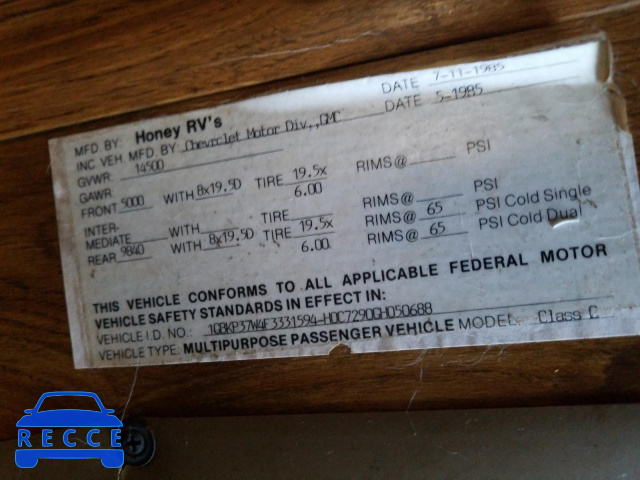 MFD BY: Honey RV's DATE 7-11-1985
INC VEH. MFD BY: Chevrolet Motor Div,,GMC DATE 5-1985
GVWR: 14500
GAWR:
FRONT 5000 WITH 8x19.50 TIRE 19.5x 6.00 RIMS@ PSI
INTER-
MEDIATE WITH TIRE RIMS@ PSI
REAR 9840 WITH 8x19.50 TIRE 19.5x RIMS@ 65 PSI Cold Single
6.00 RIMS@ 65 PSI Cold Dual
THIS VEHICLE CONFORMS TO ALL APPLICABLE FEDERAL MOTOR
VEHICLE SAFETY STANDARDS IN EFFECT IN:
VEHICLE I.D. NO.: 1GBKP37W4F3331594-HOC7290GH050688
VEHICLE TYPE: MULTIPURPOSE PASSENGER VEHICLE MODEL: Class C
RECCE